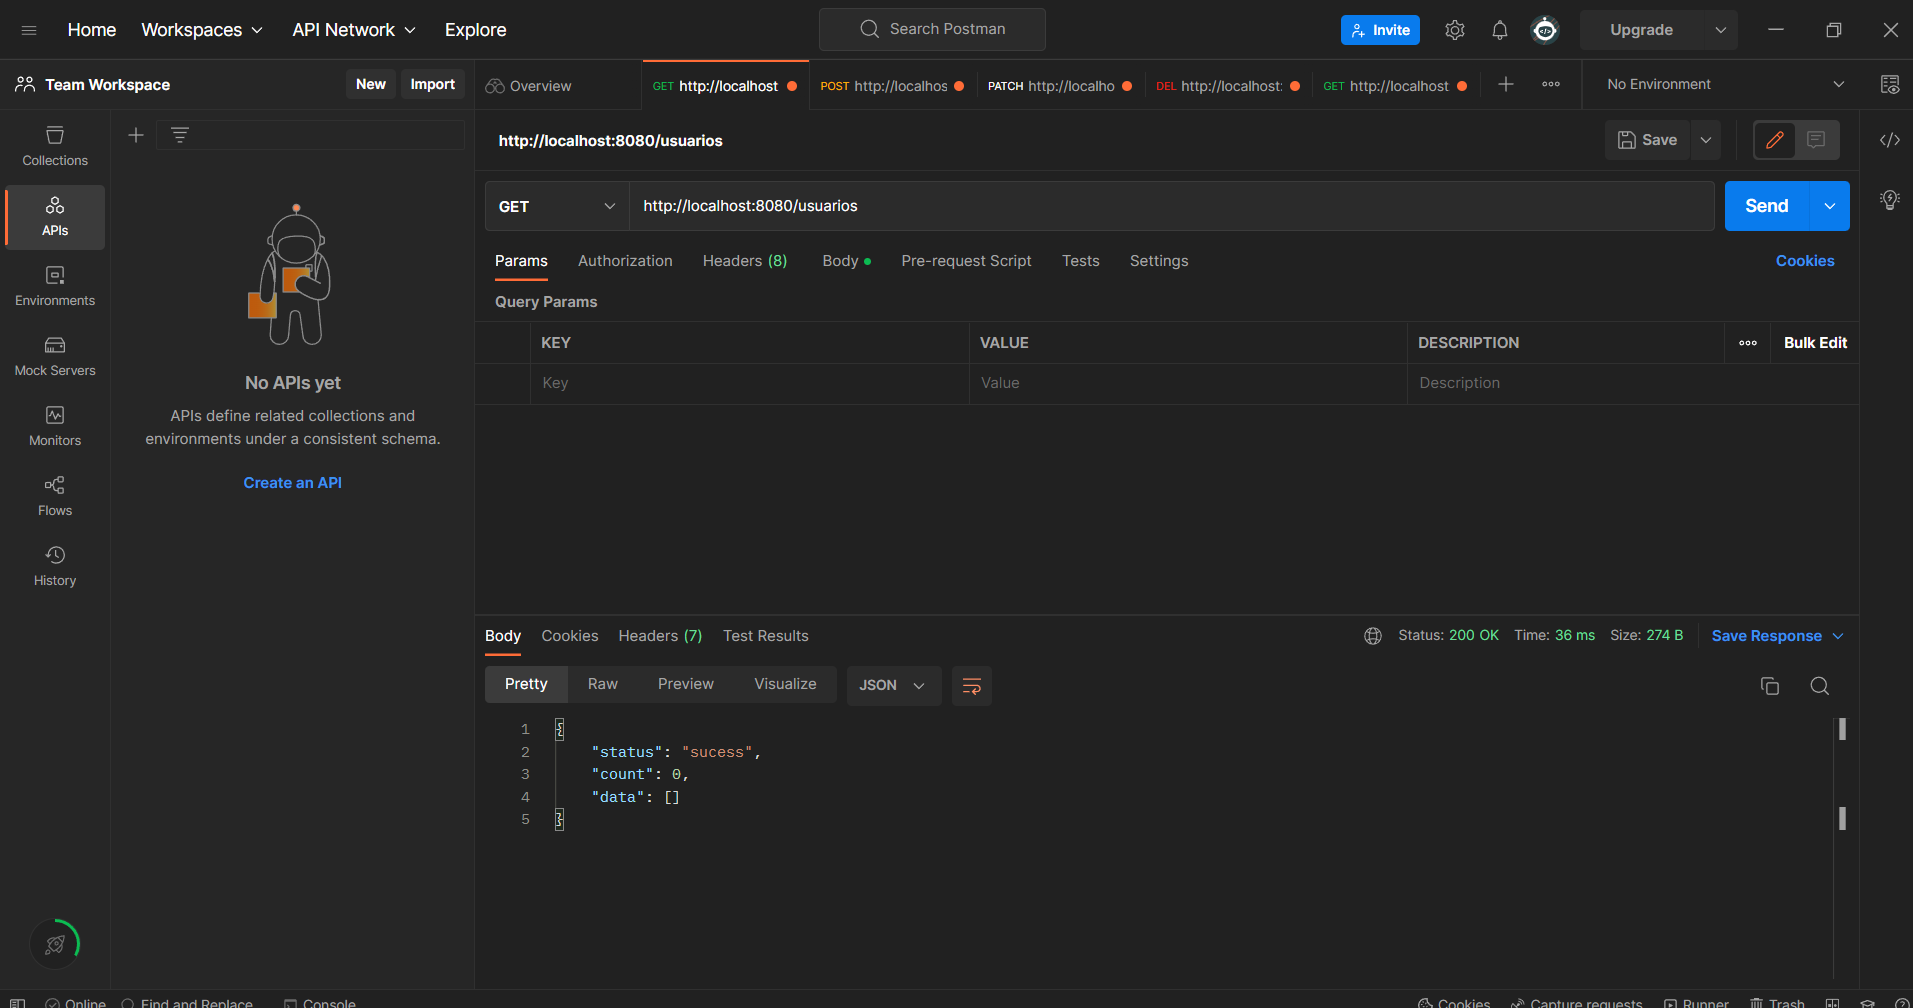 Home Workspaces API Network Explore Search Postman Invite Upgrade
Team Workspace New Import Overview GET http://localhost POST http://localhos PATCH http://localho DEL http://localhost: GET http://localhost No Environment
Collections
APIs
Environments
Mock Servers
Monitors
Flows
History
No APIs yet
APIs define related collections and
environments under a consistent schema.
Create an API
http://localhost:8080/usuarios Save
GET http://localhost:8080/usuarios Send
Params Authorization Headers (8) Body Pre-request Script Tests Settings Cookies
Query Params
KEY VALUE DESCRIPTION Bulk Edit
Key Value Description
Body Cookies Headers (7) Test Results Status: 200 OK Time: 36 ms Size: 274 B Save Response
Pretty Raw Preview Visualize JSON
1 {
2 "status": "sucess",
3 "count": 0,
4 "data": []
5 }
Online Find and Replace Console Cookies Capture requests Runner Trash